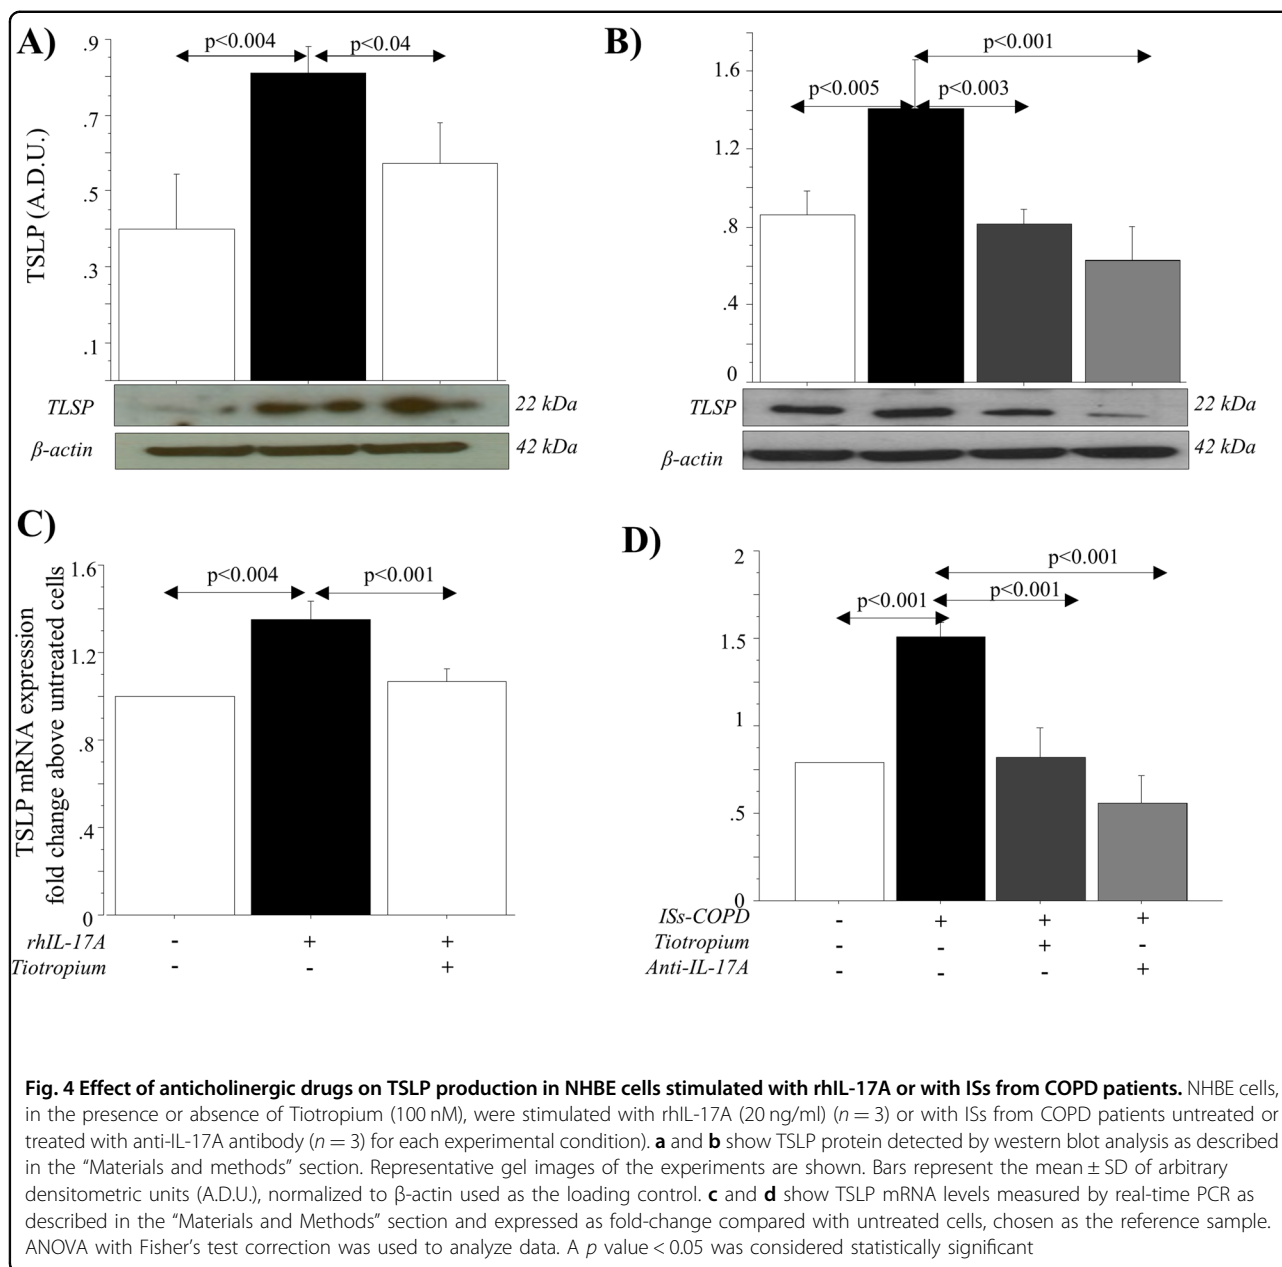 A)
p<0.004
p<0.04
.9
.7
.5
.3
.1
TSLP (A.D.U.)
TLSP
22 kDa
β-actin
42 kDa
B)
p<0.001
p<0.005
p<0.003
1.6
1.2
.8
.4
0
TLSP
22 kDa
β-actin
42 kDa
C)
p<0.004
p<0.001
1.6
1.2
.8
.4
0
TSLP mRNA expression
fold change above untreated cells
rhIL-17A - + +
Tiotropium - - +
D)
p<0.001
p<0.001
p<0.001
2
1.5
1
.5
0
ISs-COPD - + + +
Tiotropium - - + -
Anti-IL-17A - - - +
Fig. 4 Effect of anticholinergic drugs on TSLP production in NHBE cells stimulated with rhIL-17A or with ISs from COPD patients. NHBE cells,
in the presence or absence of Tiotropium (100 nM), were stimulated with rhIL-17A (20 ng/ml) (n = 3) or with ISs from COPD patients untreated or
treated with anti-IL-17A antibody (n = 3) for each experimental condition). a and b show TSLP protein detected by western blot analysis as described
in the “Materials and methods” section. Representative gel images of the experiments are shown. Bars represent the mean ± SD of arbitrary
densitometric units (A.D.U.), normalized to β-actin used as the loading control. c and d show TSLP mRNA levels measured by real-time PCR as
described in the “Materials and Methods” section and expressed as fold-change compared with untreated cells, chosen as the reference sample.
ANOVA with Fisher’s test correction was used to analyze data. A p value < 0.05 was considered statistically significant